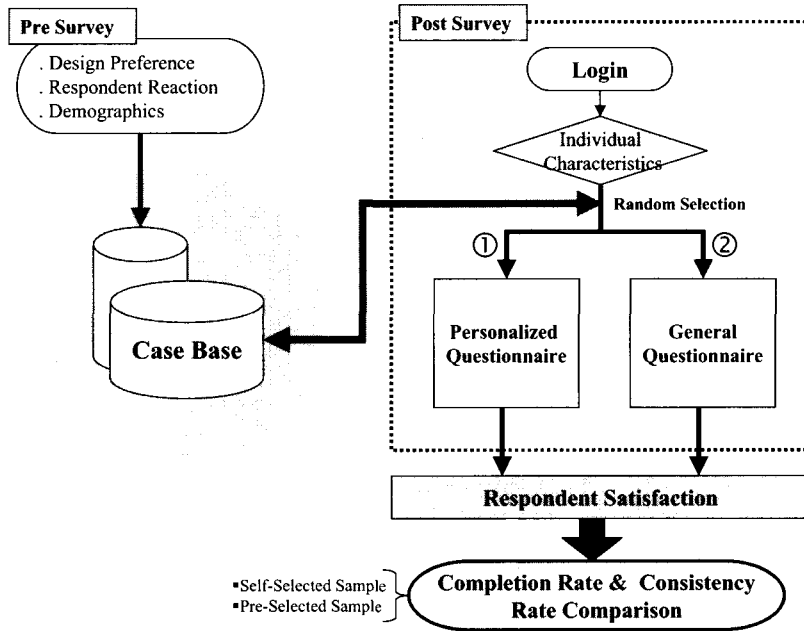 Pre Survey
. Design Preference
. Respondent Reaction
. Demographics
Case Base
Post Survey
Login
Individual
Characteristics
Random Selection
①
②
Personalized
Questionnaire
General
Questionnaire
Respondent Satisfaction
▪Self-Selected Sample
▪Pre-Selected Sample
Completion Rate & Consistency
Rate Comparison